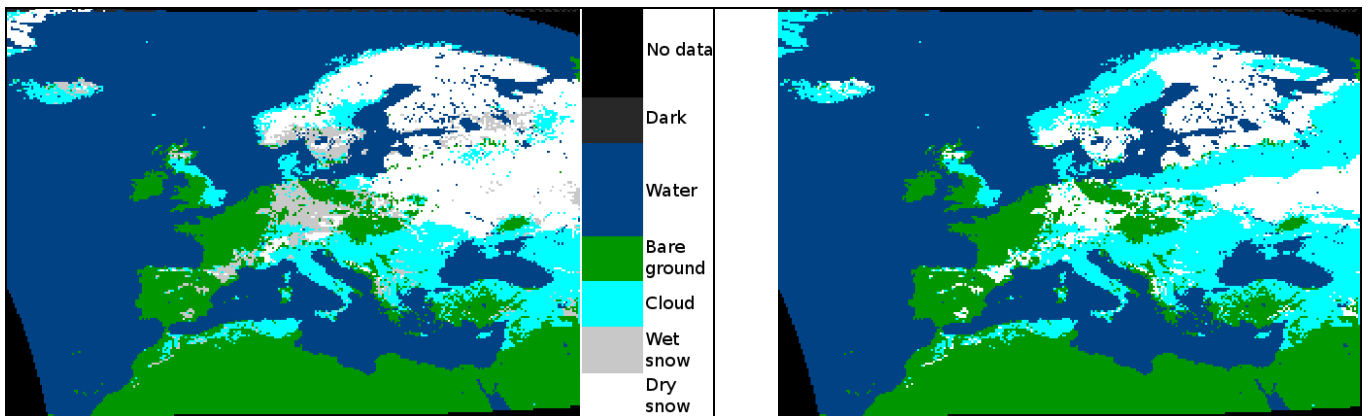 No data
Dark
Water
Bare
ground
Cloud
Wet
snow
Dry
snow